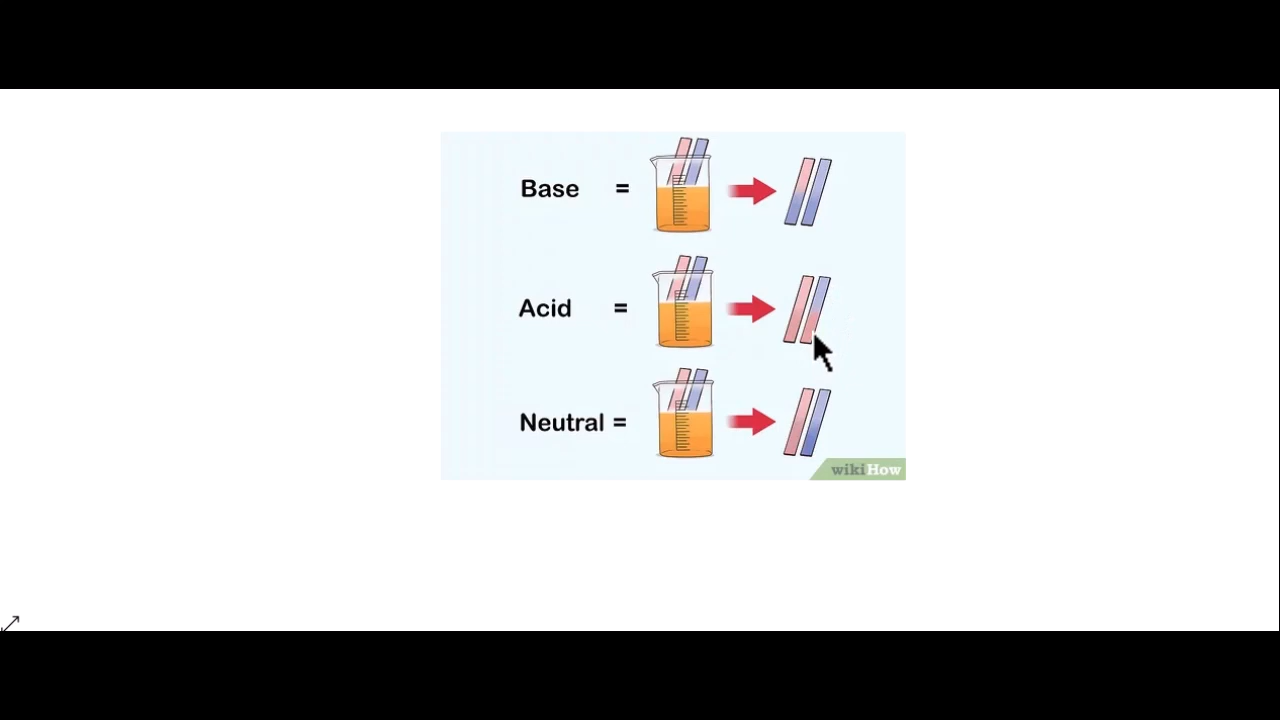 Base =
Acid =
Neutral =
wikiHow